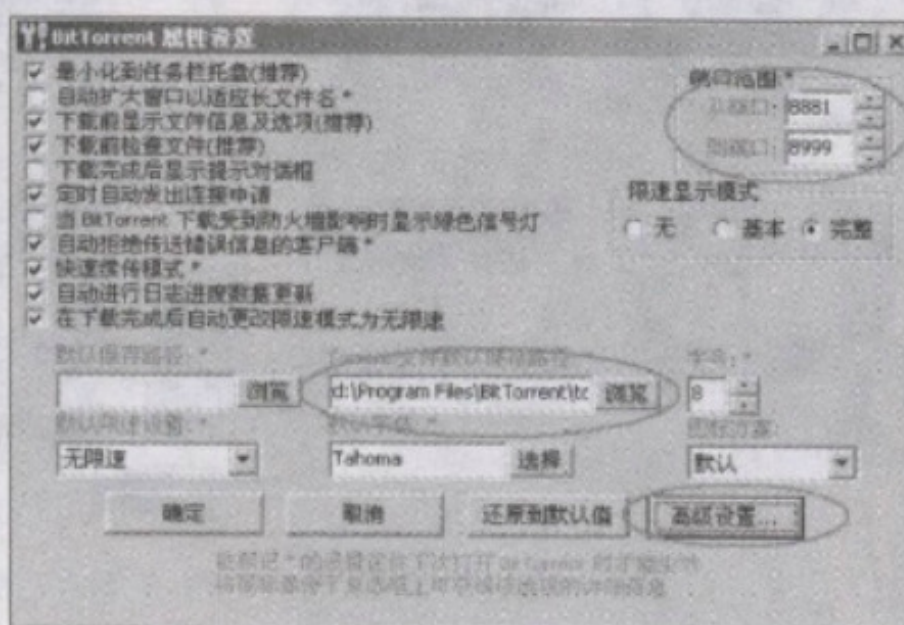 BitTorrent 属性设置
最小化到任务栏托盘(推荐)
自动扩大窗口以适应长文件名 *
下载前显示文件信息及选项(推荐)
下载前检查文件(推荐)
下载完成后显示提示对话框
定时自动发出连接申请
当 BitTorrent 下载受到防火墙影响时显示绿色信号灯
自动拒绝传送错误信息的客户端 *
快速续传模式 *
自动进行日志进度数据更新
在下载完成后自动更改限速模式为无限速
端口范围:*
8881
8999
限速显示模式
无 基本 完整
默认保存路径: * Torrent 文件默认保存路径: * 字号: *
浏览 d:\Program Files\BitTorrent\tc 浏览 8
默认限速设置: * 默认字体: *
无限速 Tahoma 选择 默认
确定 取消 还原到默认值 高级设置...